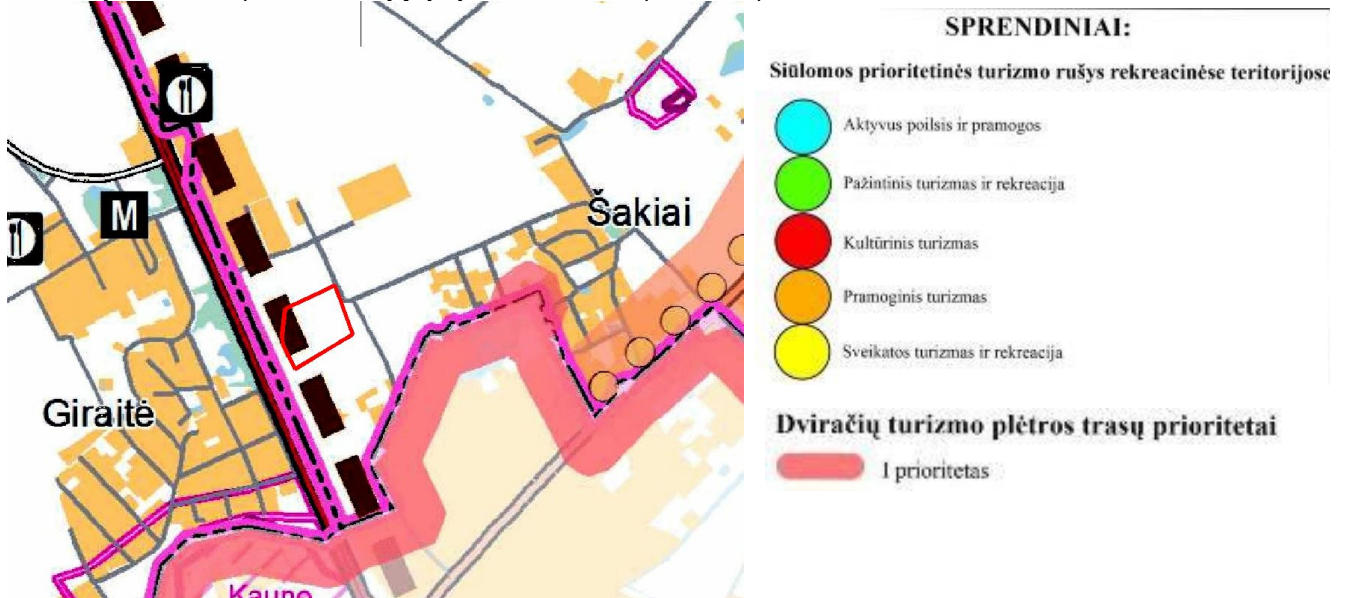 SPRENDINIAI:
Siūlomos prioritetinės turizmo rušys rekreacinėse teritorijose
Aktyvus poilsis ir pramogos
Pažintinis turizmas ir rekreacija
Kultūrinis turizmas
Pramoginis turizmas
Sveikatos turizmas ir rekreacija
Dviračių turizmo plėtros trasų prioritetai
I prioritetas
M
Šakiai
Giraitė
Kauno